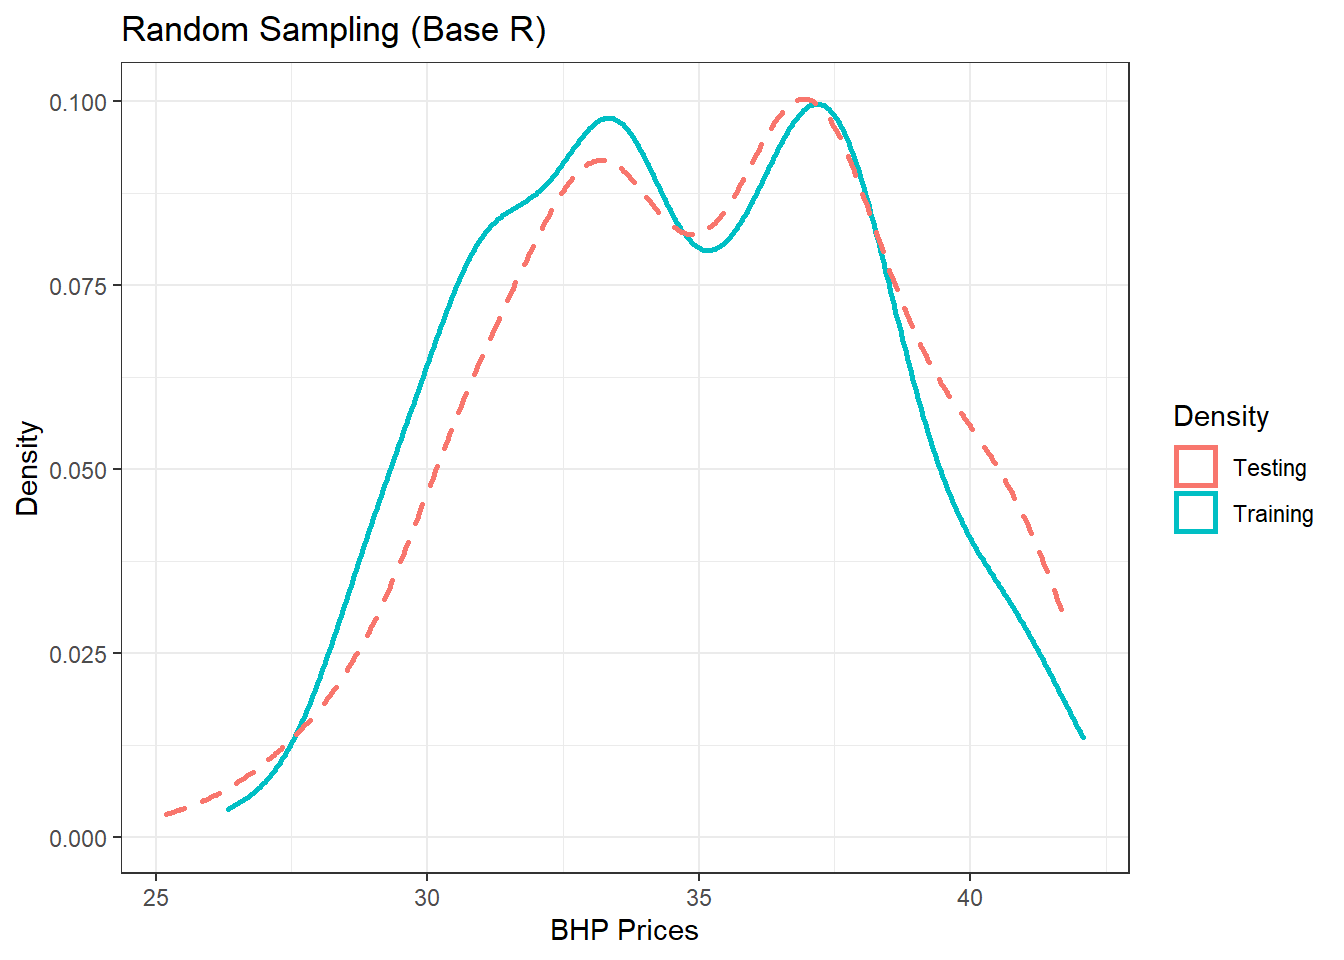 Random Sampling (Base R)
0.100
0.075
0.050
0.025
0.000
Density
25 30 35 40
BHP Prices
Density
Testing
Training